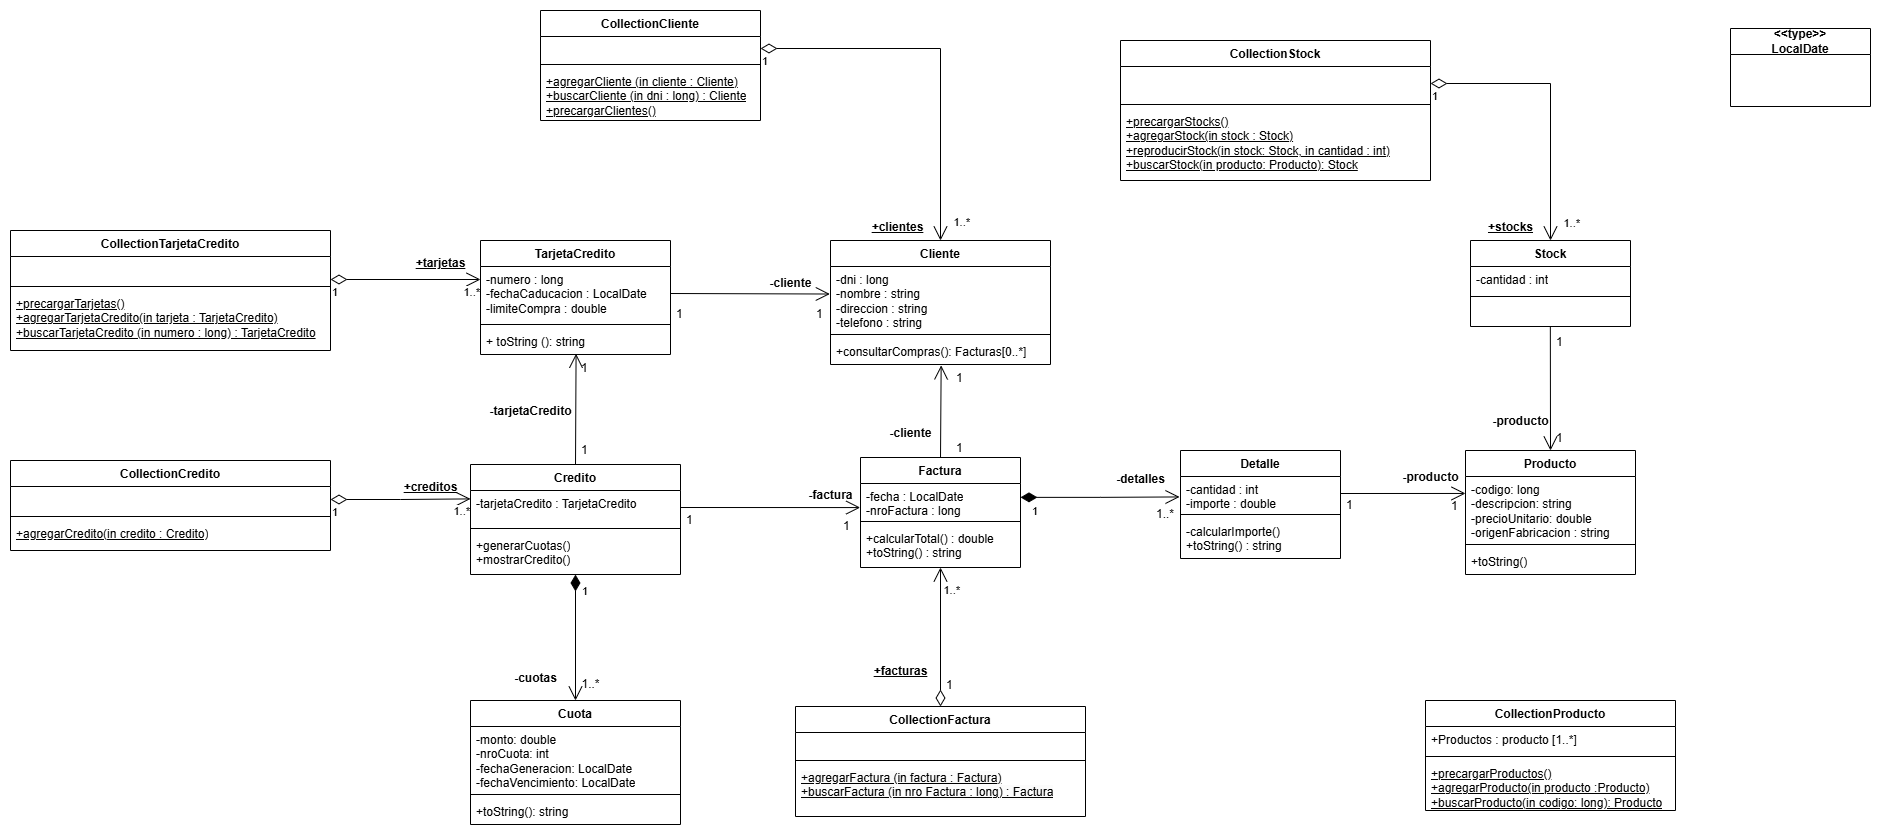 CollectionCliente
1
+agregarCliente (in cliente : Cliente)
+buscarCliente (in dni : long) : Cliente
+precargarClientes()
CollectionStock
1
+precargarStocks()
+agregarStock(in stock : Stock)
+reproducirStock(in stock: Stock, in cantidad : int)
+buscarStock(in producto: Producto): Stock
<<type>>
LocalDate
+clientes
1..*
+stocks
1..*
CollectionTarjetaCredito
1
+precargarTarjetas()
+agregarTarjetaCredito(in tarjeta : TarjetaCredito)
+buscarTarjetaCredito (in numero : long) : TarjetaCredito
+tarjetas
1..*
TarjetaCredito
-numero : long
-fechaCaducacion : LocalDate
-limiteCompra : double
+ toString (): string
1
-cliente
1
Cliente
-dni : long
-nombre : string
-direccion : string
-telefono : string
+consultarCompras(): Facturas[0..*]
Stock
-cantidad : int
1
-producto
1
1
-tarjetaCredito
1
1
-cliente
1
CollectionCredito
1
+agregarCredito(in credito : Credito)
+creditos
1..*
Credito
-tarjetaCredito : TarjetaCredito
+generarCuotas()
+mostrarCredito()
1
-factura
1
Factura
-fecha : LocalDate
-nroFactura : long
+calcularTotal() : double
+toString() : string
1
-detalles
1..*
Detalle
-cantidad : int
-importe : double
-calcularImporte()
+toString() : string
1
-producto
1
Producto
-codigo: long
-descripcion: string
-precioUnitario: double
-origenFabricacion : string
+toString()
1
-cuotas
1..*
1..*
+facturas
1
Cuota
-monto: double
-nroCuota: int
-fechaGeneracion: LocalDate
-fechaVencimiento: LocalDate
+toString(): string
CollectionFactura
+agregarFactura (in factura : Factura)
+buscarFactura (in nro Factura : long) : Factura
CollectionProducto
+Productos : producto [1..*]
+precargarProductos()
+agregarProducto(in producto :Producto)
+buscarProducto(in codigo: long): Producto